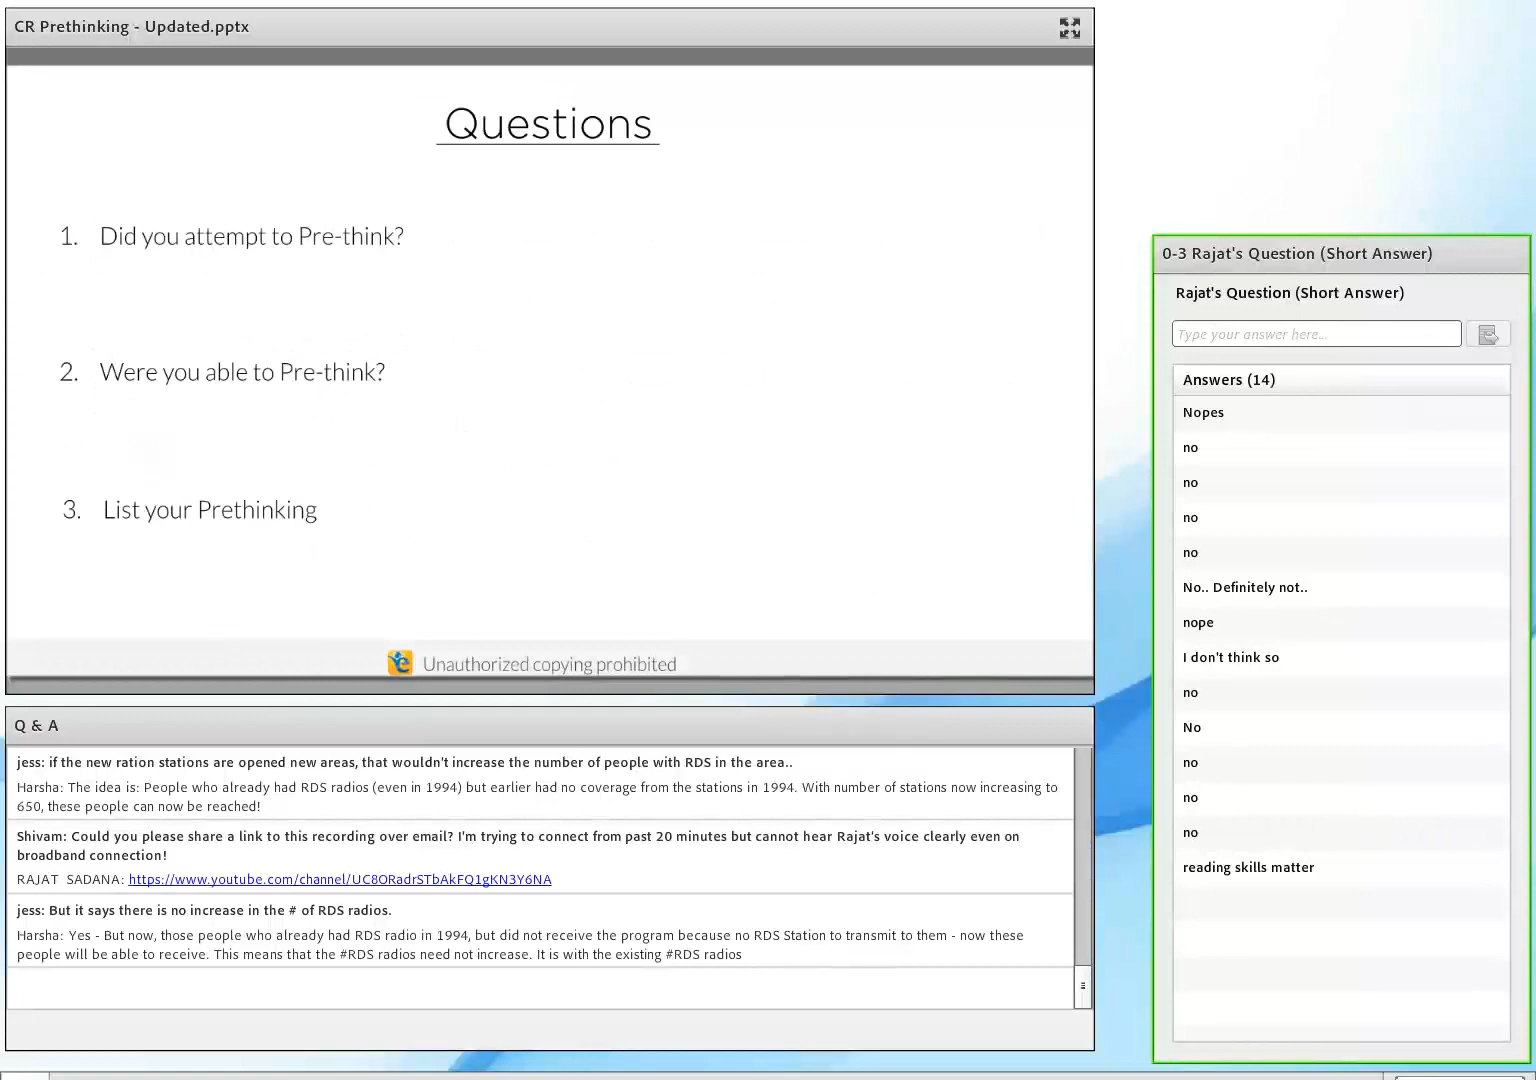 CR Prethinking - Updated.pptx
Questions
1. Did you attempt to Pre-think?
2. Were you able to Pre-think?
3. List your Prethinking
Unauthorized copying prohibited
Q & A
jess: if the new ration stations are opened new areas, that wouldn't increase the number of people with RDS in the area..
Harsha: The idea is: People who already had RDS radios (even in 1994) but earlier had no coverage from the stations in 1994. With number of stations now increasing to
650, these people can now be reached!
Shivam: Could you please share a link to this recording over email? I'm trying to connect from past 20 minutes but cannot hear Rajat's voice clearly even on
broadband connection!
RAJAT SADANA: https://www.youtube.com/channel/UC8ORadrSTbAkFQ1gKN3Y6NA
jess: But it says there is no increase in the # of RDS radios.
Harsha: Yes - But now, those people who already had RDS radio in 1994, but did not receive the program because no RDS Station to transmit to them - now these
people will be able to receive. This means that the #RDS radios need not increase. It is with the existing #RDS radios
0-3 Rajat's Question (Short Answer)
Rajat's Question (Short Answer)
Type your answer here...
Answers (14)
Nopes
no
no
no
no
No.. Definitely not..
nope
I don't think so
no
No
no
no
no
reading skills matter